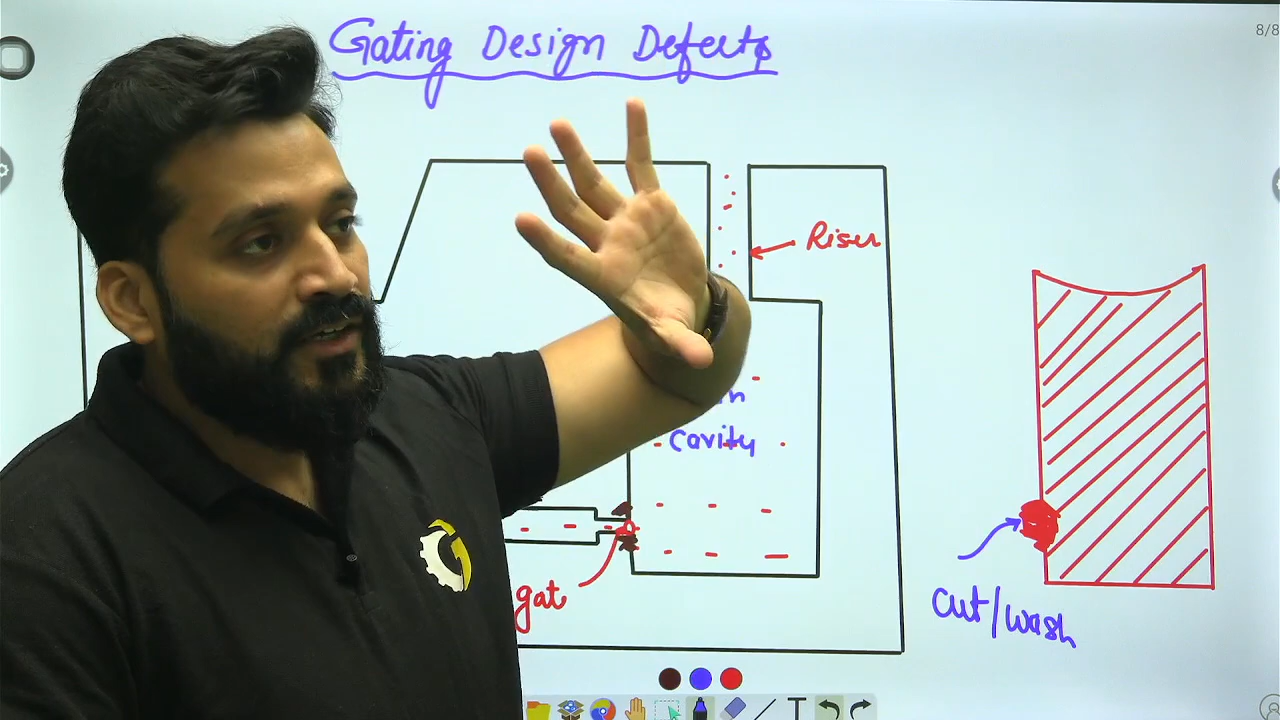 Gating Design Defects
8/8
Riser
cavity
gat
cut/wash
T